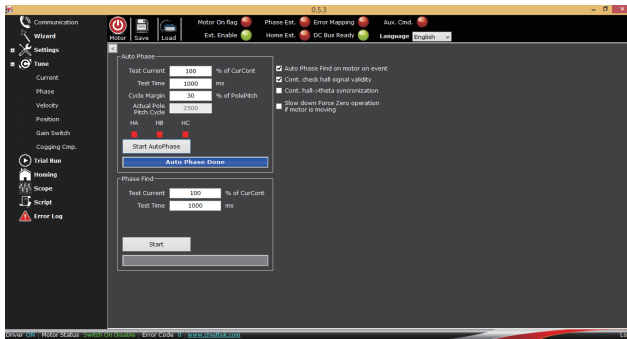 0.5.3
Communication
Wizard
Settings
Tune
Current
Phase
Velocity
Position
Gain Switch
Cogging Cmp.
Trial Run
Homing
Scope
Script
Error Log
Motor Save Load
Motor On flag Phase Est. Error Mapping Aux. Cmd.
Ext. Enable Home Est. DC Bus Ready Language English
Auto Phase
Test Current 100 % of CurCont
Test Time 1000 ms
Cycle Margin 30 % of PolePitch
Actual Pole
Pitch Cycle 2500
HA HB HC
Start AutoPhase
Auto Phase Done
Phase Find
Test Current 100 % of CurCont
Test Time 1000 ms
Start
Auto Phase Find on motor on event
Cont. check hall signal validity
Cont. hall->theta syncronization
Slow down Force Zero operation
if motor is moving
Driver ON Motor Status Switch On Disable Error Code 0 www.chieftek.com Lo